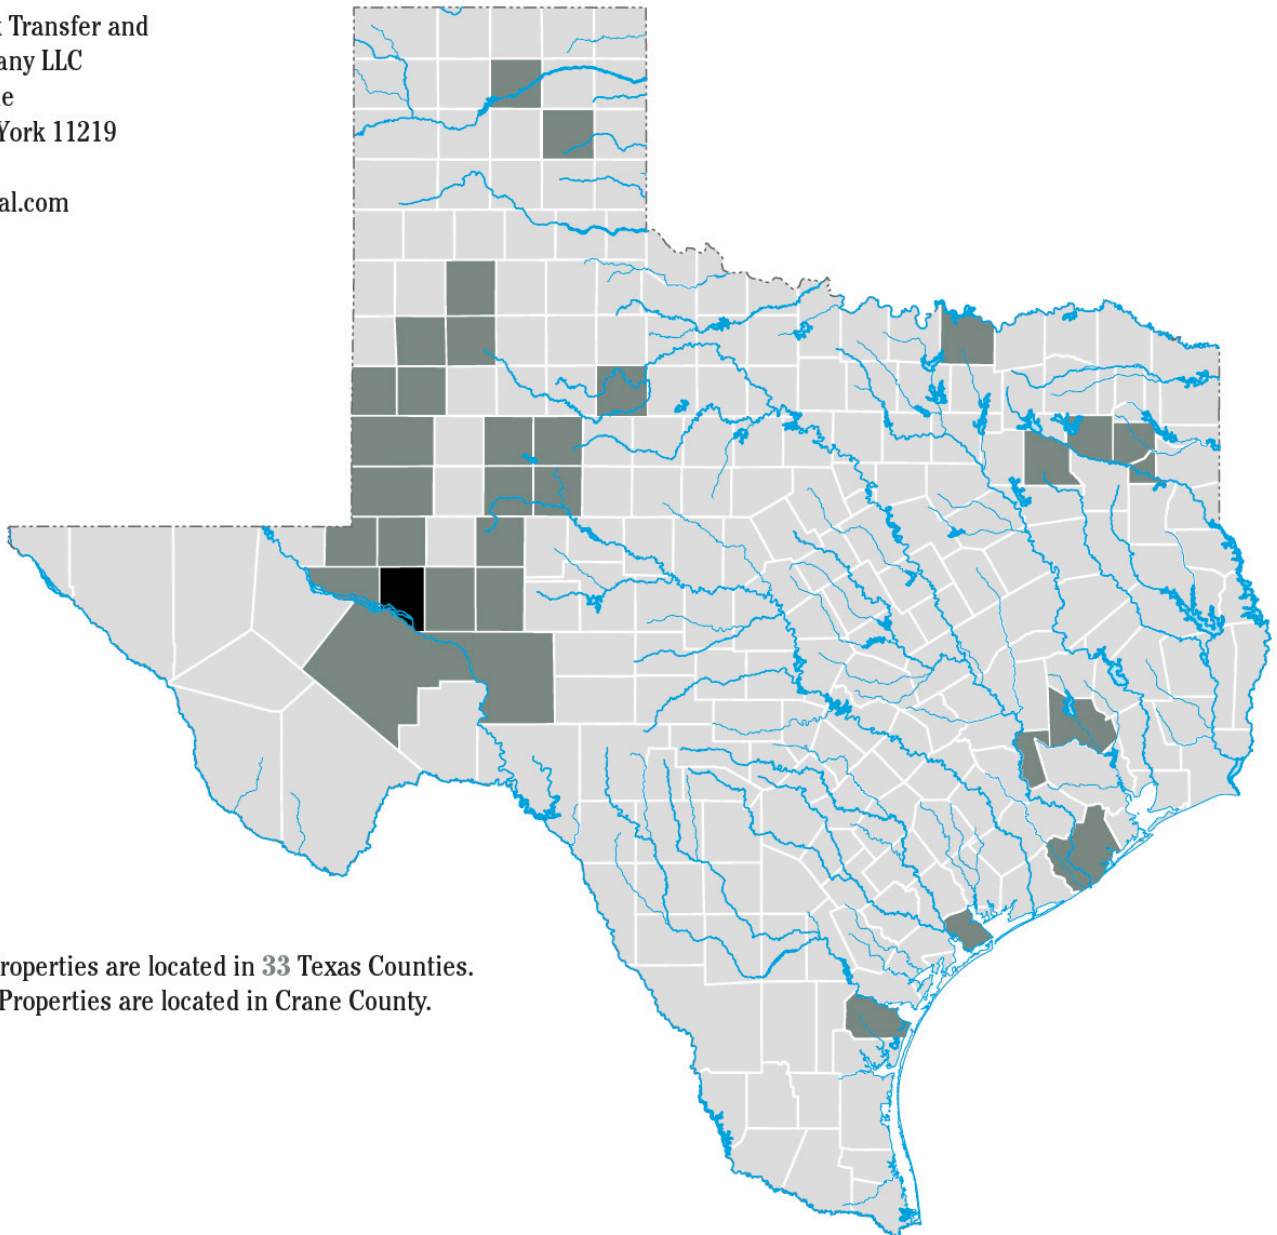 Transfer and
any LLC
York 11219
al.com
roperties are located in 33 Texas Counties.
Properties are located in Crane County.